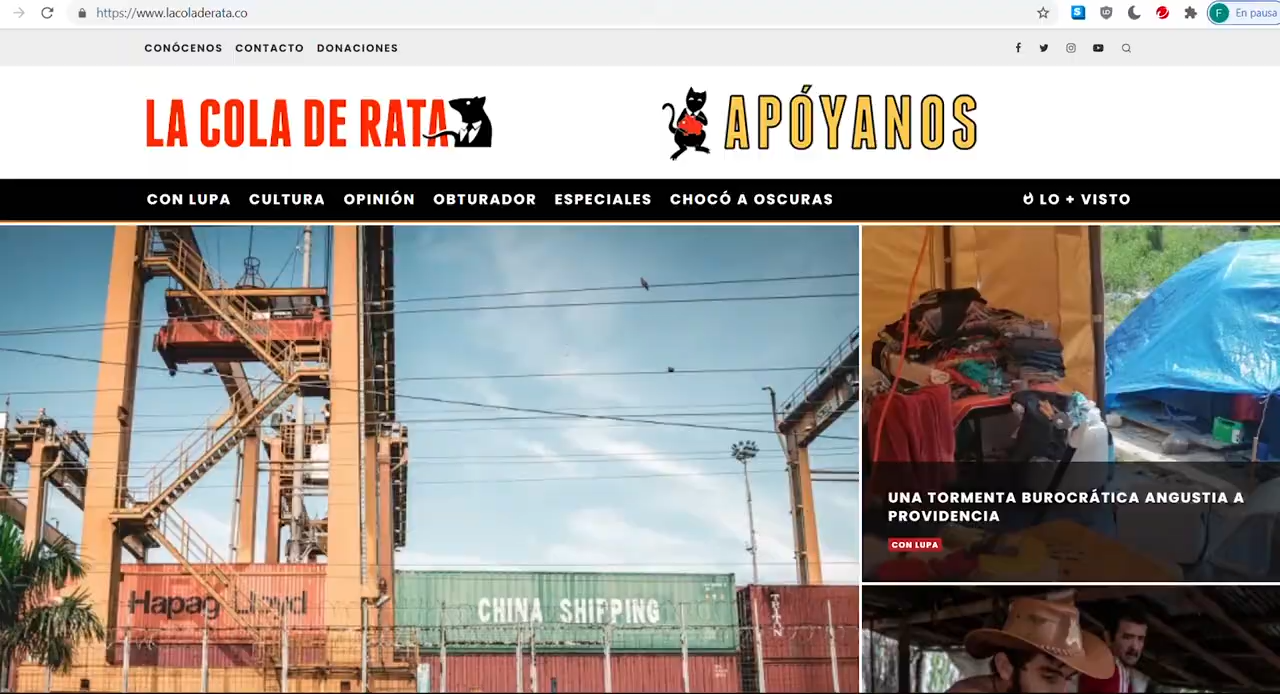 https://www.lacoladerata.co
F
En pausa
CONÓCENOS CONTACTO DONACIONES
LA COLA DE RATA
APÓYANOS
CON LUPA CULTURA OPINIÓN OBTURADOR ESPECIALES CHOCÓ A OSCURAS
LO + VISTO
UNA TORMENTA BUROCRÁTICA ANGUSTIA A
PROVIDENCIA
CON LUPA
Hapag Lloyd
CHINA SHIPPING